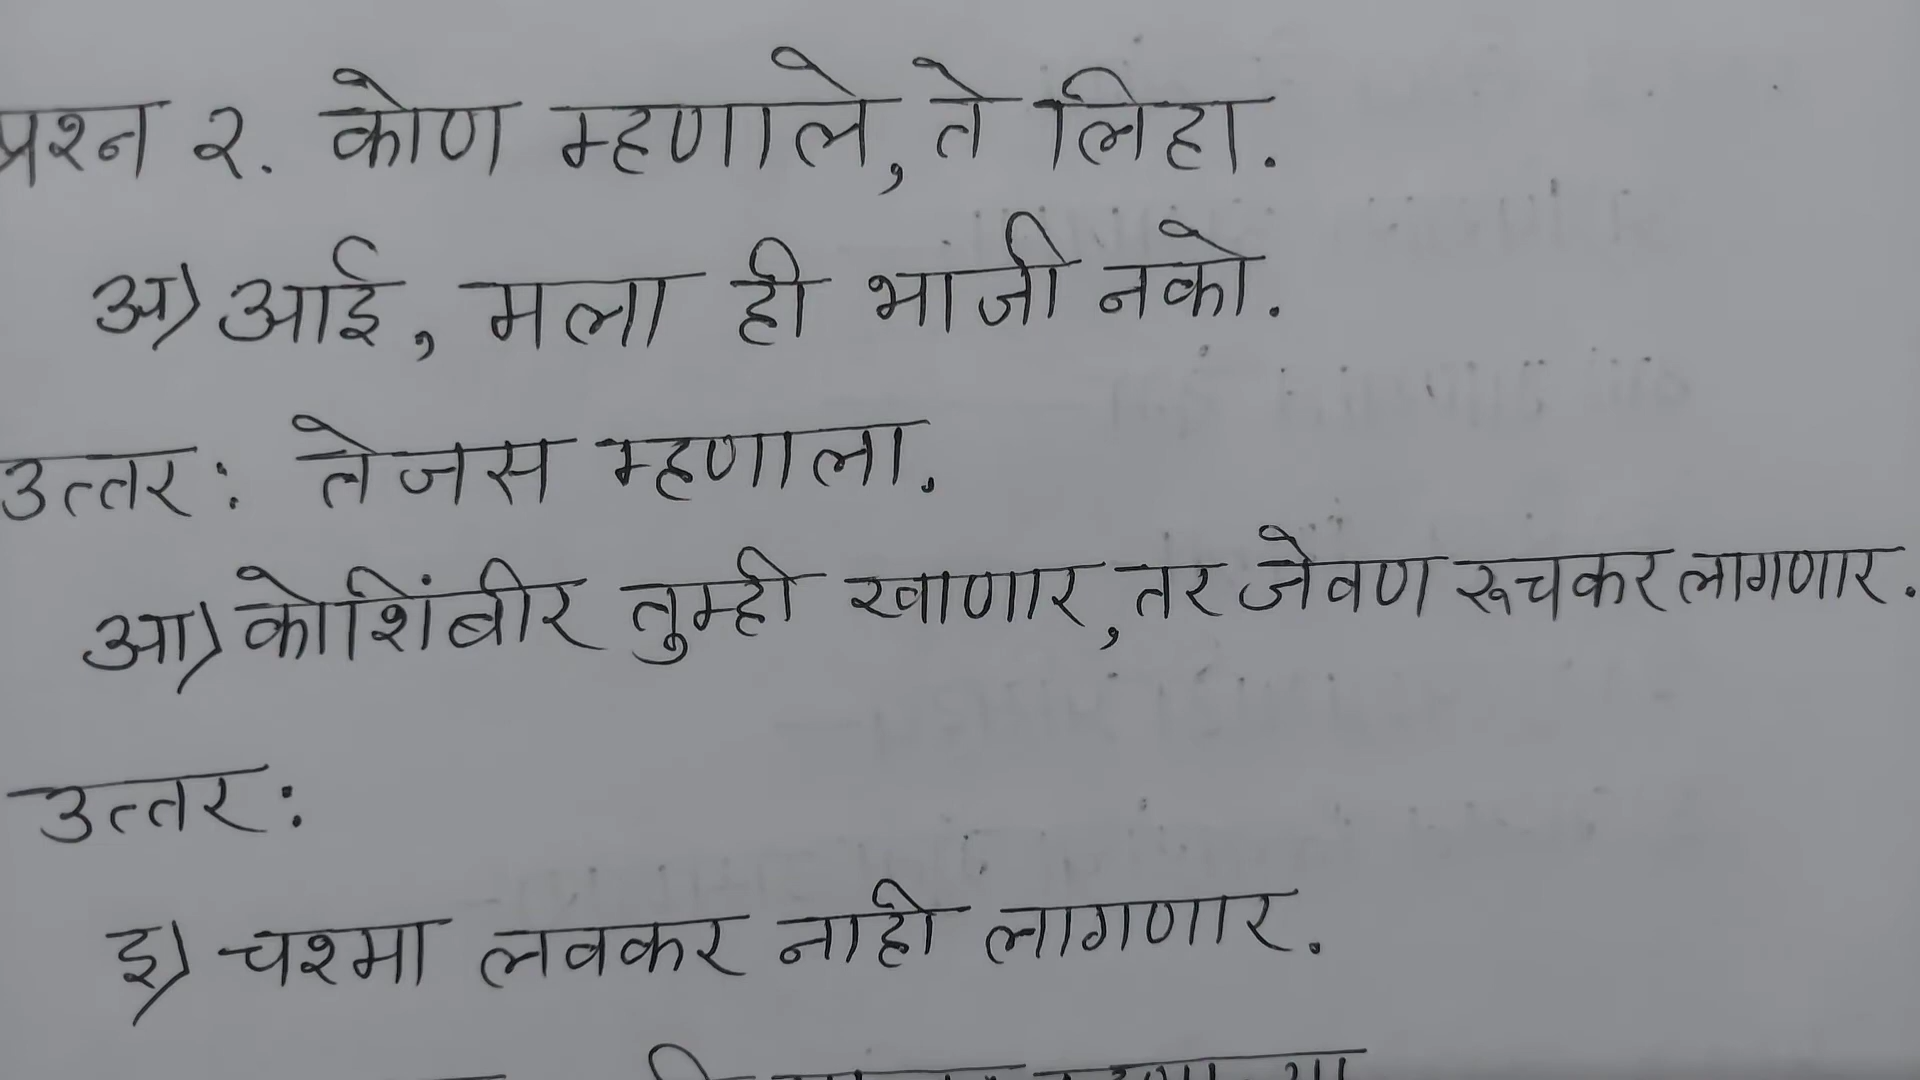 प्रश्न २. कोण म्हणाले, ते लिहा.
अ) आई, मला ही भाजी नको.
उत्तर: तेजस म्हणाला.
आ) कोशिंबीर तुम्ही खाणार, तर जेवण रूचकर लागणार.
उत्तर:
इ) चश्मा लवकर नाही लागणार.